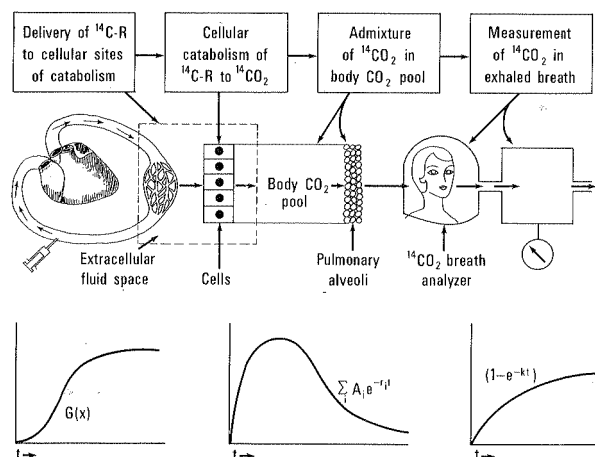 Delivery of ¹⁴C-R
to cellular sites
of catabolism
Cellular
catabolism of
¹⁴C-R to ¹⁴CO₂
Admixture
of ¹⁴CO₂ in
body CO₂ pool
Measurement
of ¹⁴CO₂ in
exhaled breath
Body CO₂
pool
Extracellular
fluid space
Cells
Pulmonary
alveoli
¹⁴CO₂ breath
analyzer
G(x)
t→
∑ᵢ Aᵢe⁻ʳⁱᵗ
t→
(1−e⁻ᵏᵗ)
t→